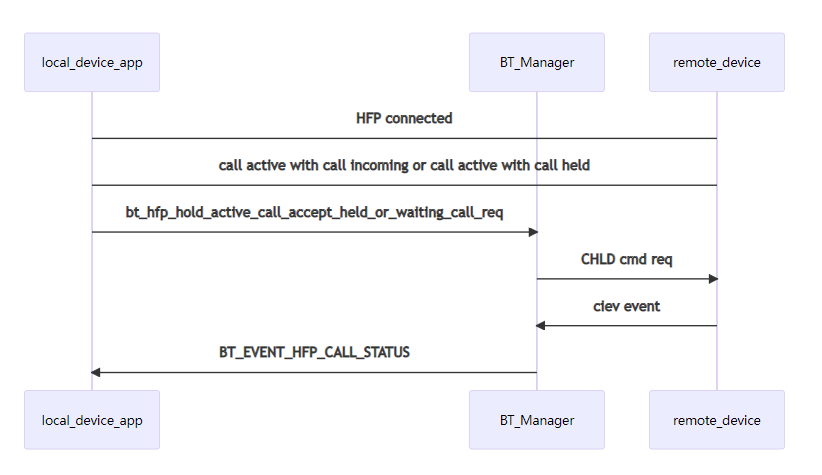 local_device_app
BT_Manager
remote_device
HFP connected
call active with call incoming or call active with call held
bt_hfp_hold_active_call_accept_held_or_waiting_call_req
CHLD cmd req
ciev event
BT_EVENT_HFP_CALL_STATUS
local_device_app
BT_Manager
remote_device